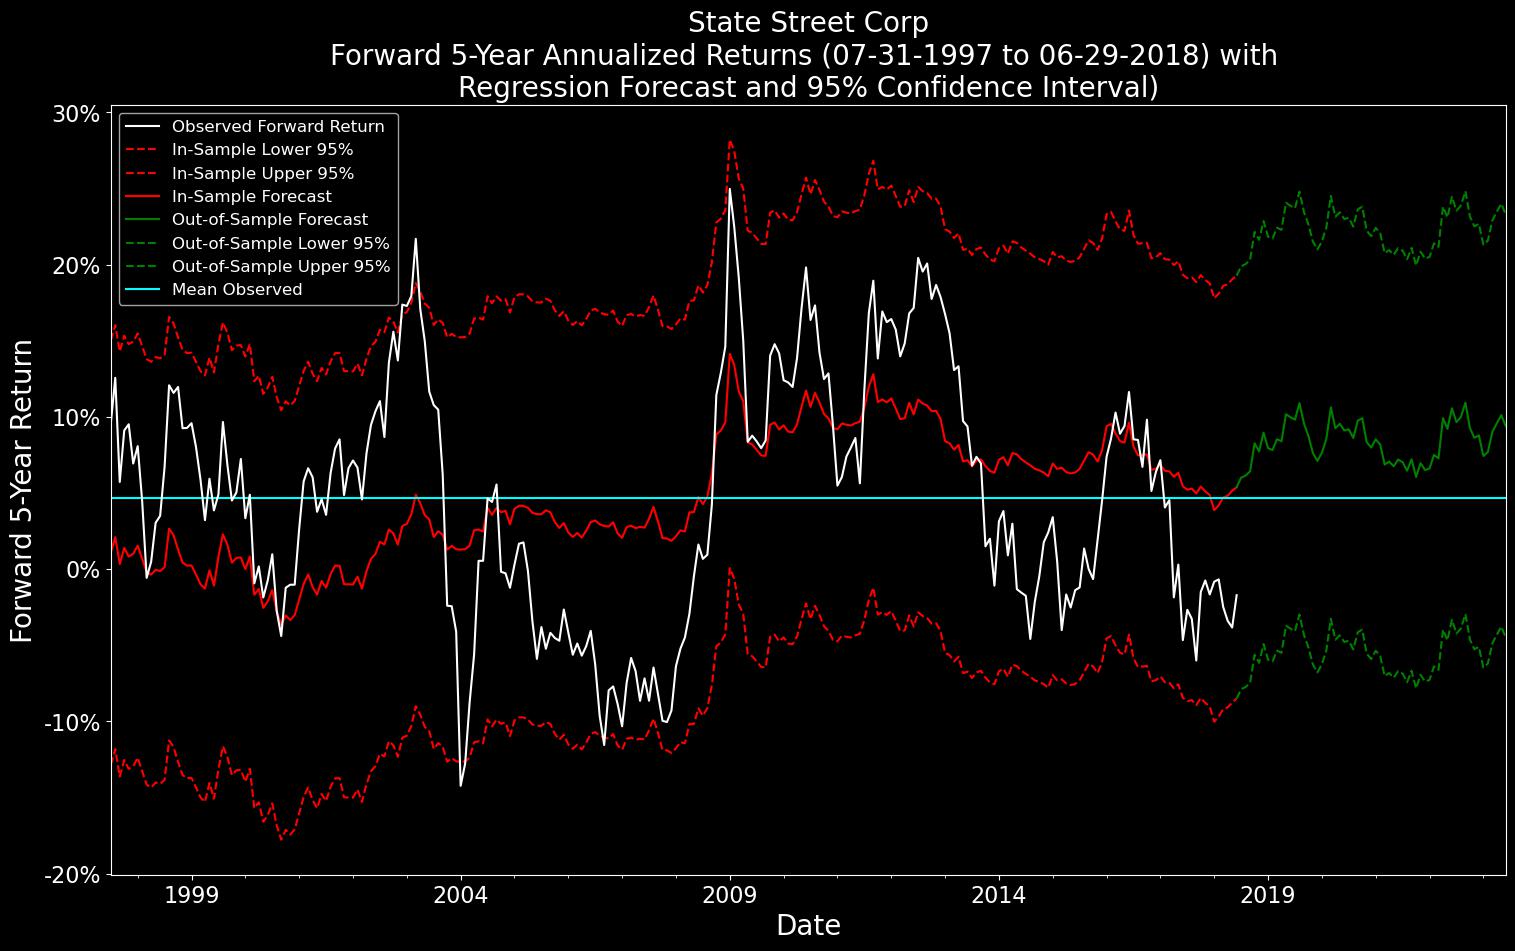 State Street Corp
Forward 5-Year Annualized Returns (07-31-1997 to 06-29-2018) with
Regression Forecast and 95% Confidence Interval)
30%
20%
10%
0%
-10%
-20%
Forward 5-Year Return
Observed Forward Return
In-Sample Lower 95%
In-Sample Upper 95%
In-Sample Forecast
Out-of-Sample Forecast
Out-of-Sample Lower 95%
Out-of-Sample Upper 95%
Mean Observed
1999 2004 2009 2014 2019
Date